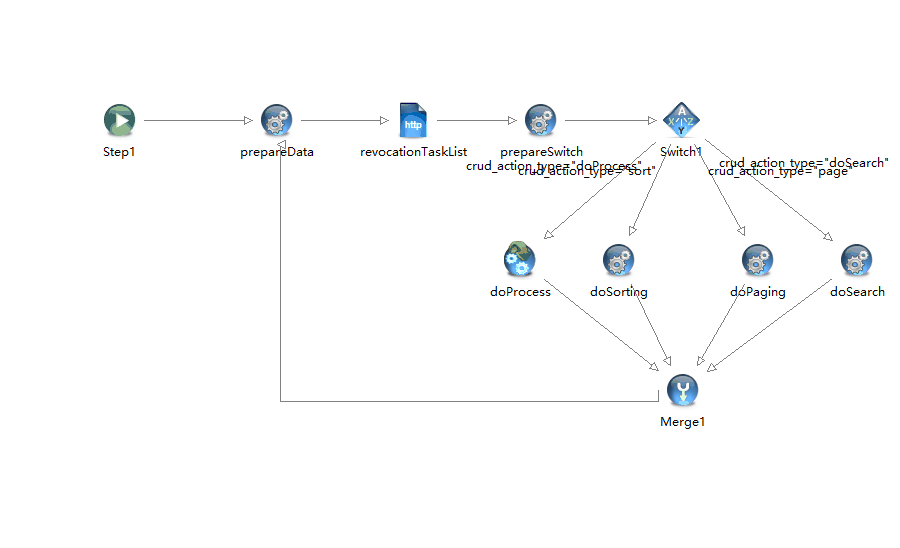 http
A
X
Z
Y
Step1
prepareData
revocationTaskList
prepareSwitch
Switch1
crud_action_type="doProcess"
crud_action_type="sort"
crud_action_type="page"
crud_action_type="doSearch"
doProcess
doSorting
doPaging
doSearch
Merge1